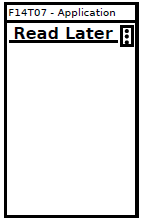 F14T07 - Application
Read Later